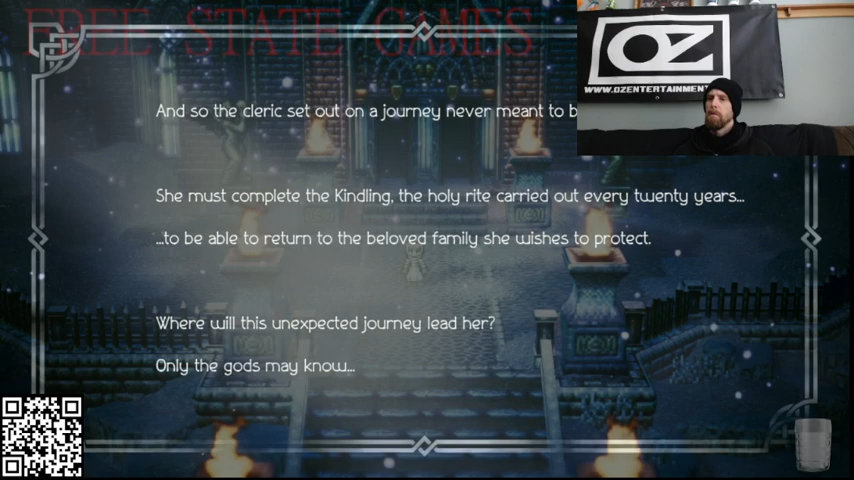 FREE STATE GAMES
OZ
WWW.OZENTERTAINMENT
And so the cleric set out on a journey never meant to b
She must complete the Kindling, the holy rite carried out every twenty years...
...to be able to return to the beloved family she wishes to protect.
Where will this unexpected journey lead her?
Only the gods may know...